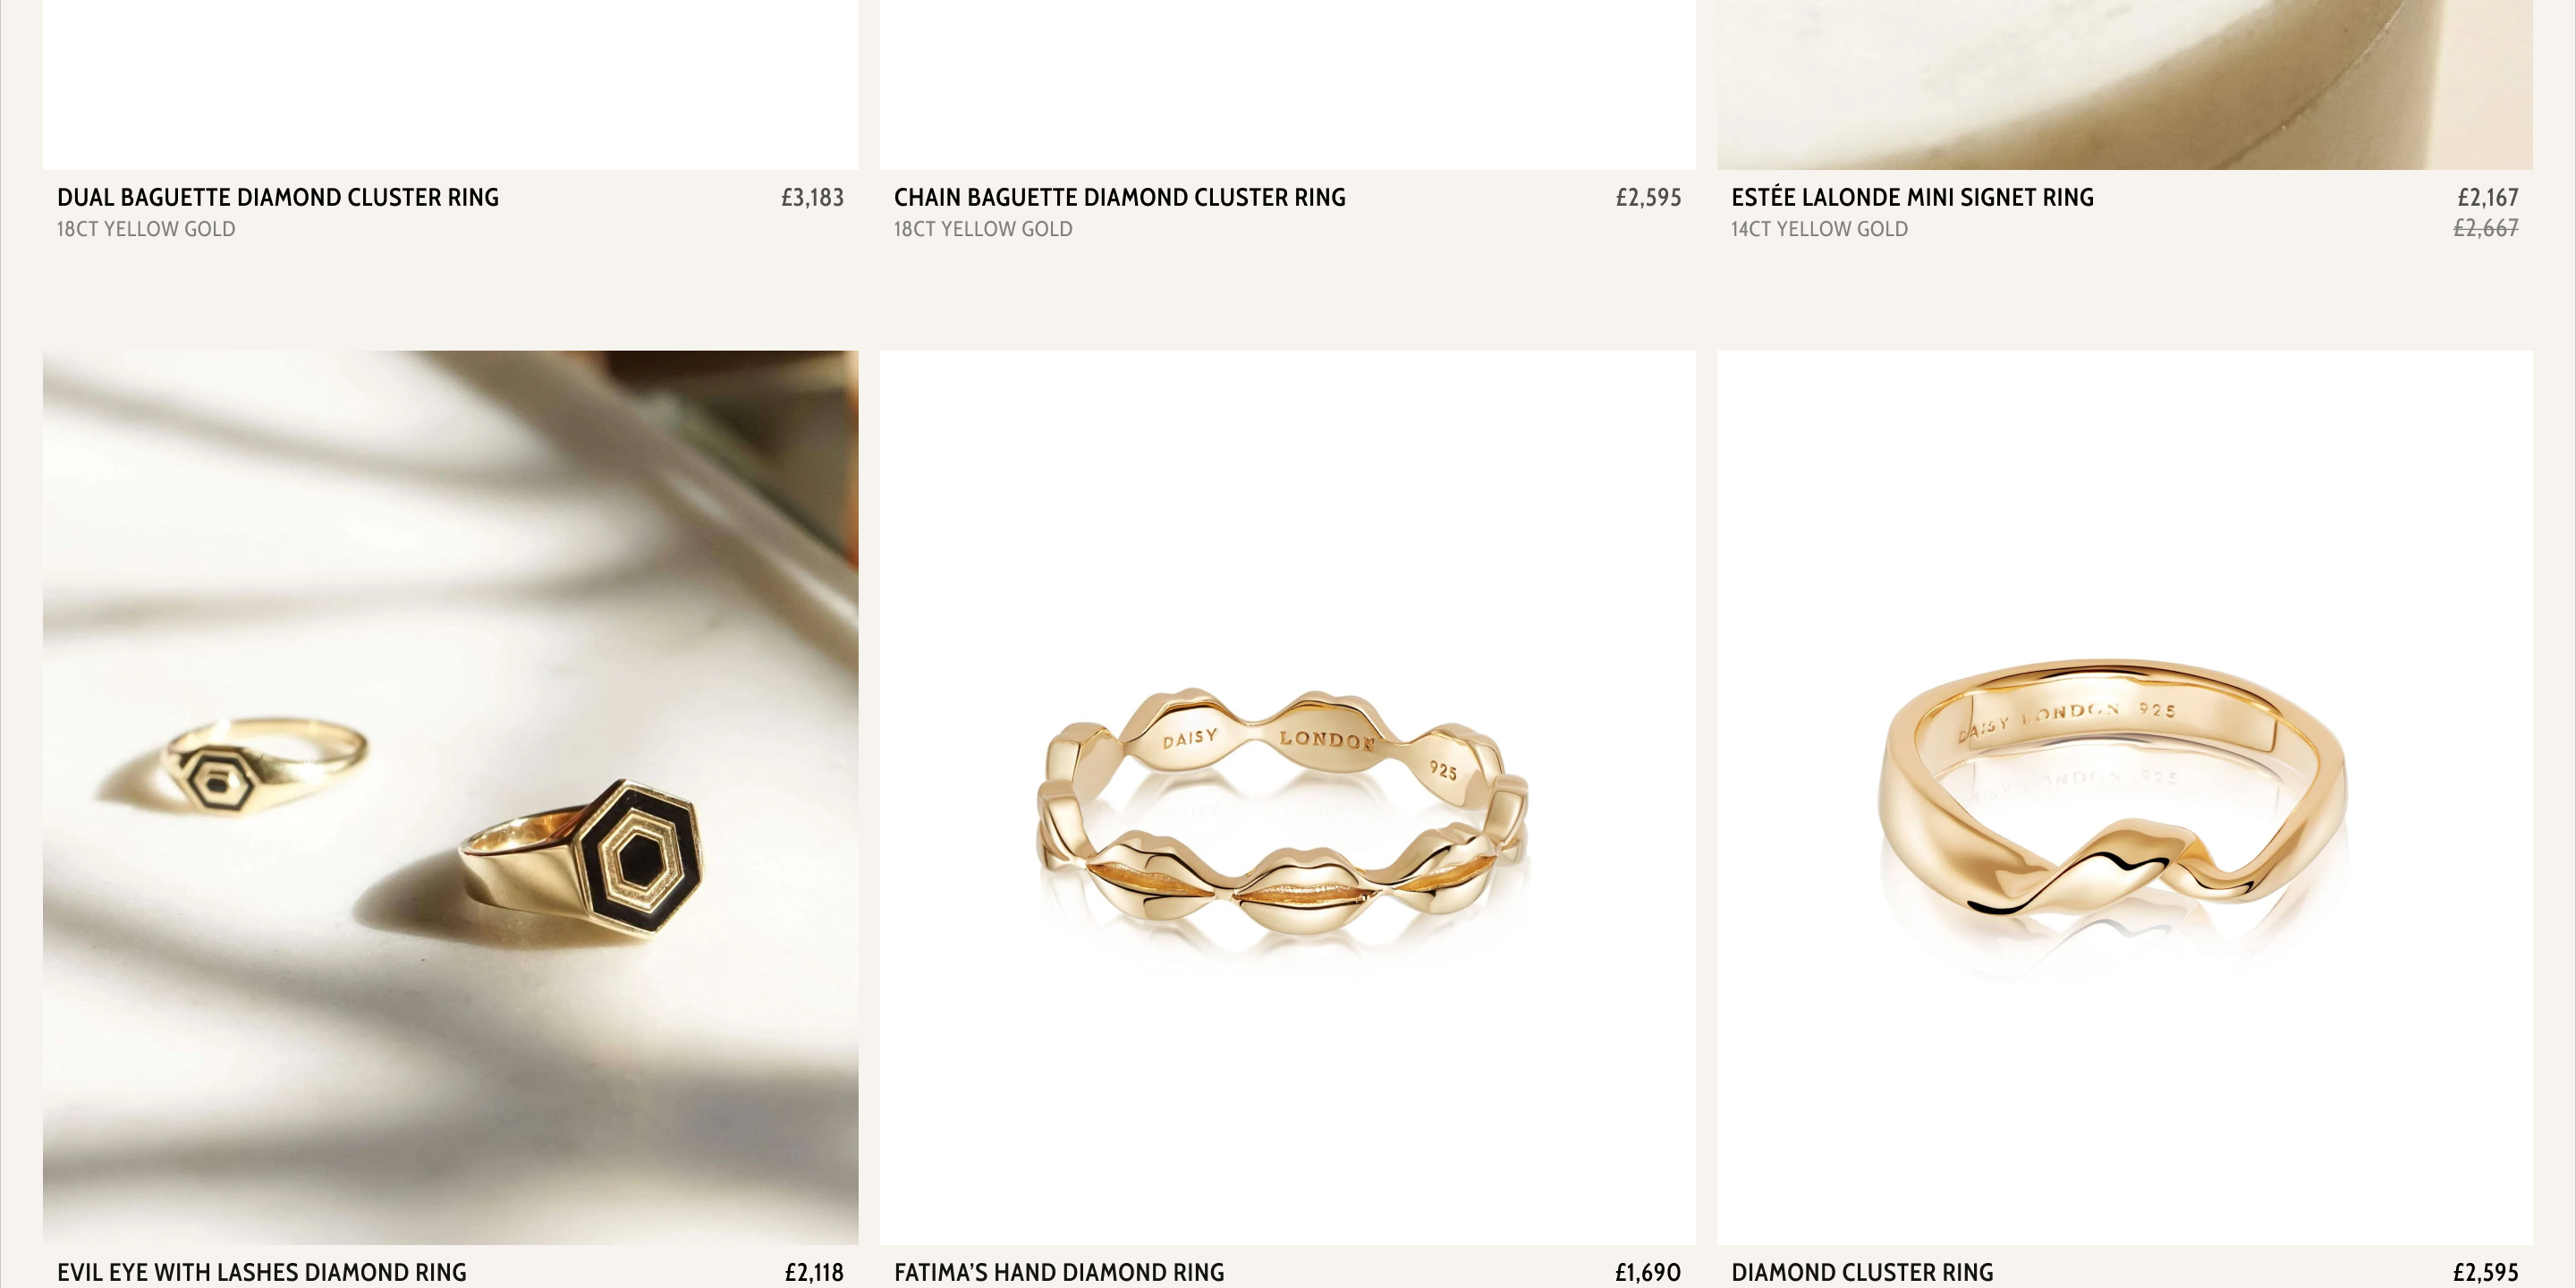 DUAL BAGUETTE DIAMOND CLUSTER RING £3,183
18CT YELLOW GOLD
CHAIN BAGUETTE DIAMOND CLUSTER RING £2,595
18CT YELLOW GOLD
ESTÉE LALONDE MINI SIGNET RING £2,167
14CT YELLOW GOLD £2,667
DAISY LONDON 925
DAISY LONDON 925
EVIL EYE WITH LASHES DIAMOND RING £2,118
FATIMA’S HAND DIAMOND RING £1,690
DIAMOND CLUSTER RING £2,595